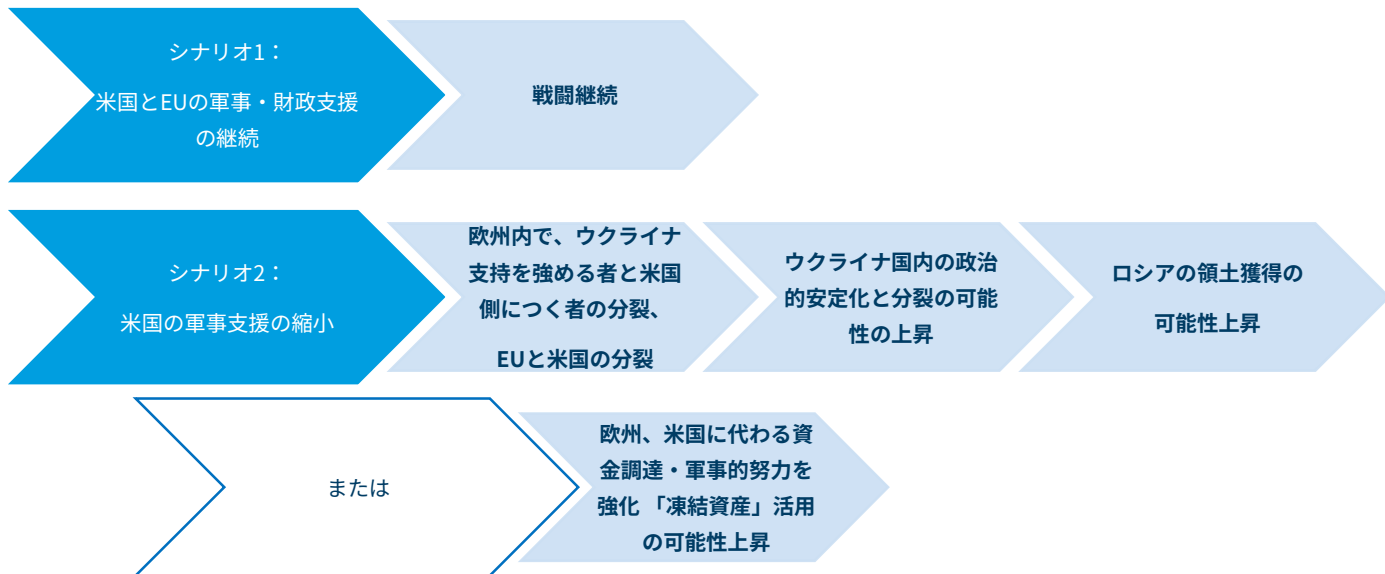 シナリオ1：
米国とEUの軍事・財政支援
の継続
戦闘継続
シナリオ2：
米国の軍事支援の縮小
欧州内で、ウクライナ
支持を強める者と米国
側につく者の分裂、
EUと米国の分裂
ウクライナ国内の政治
的安定化と分裂の可能
性の上昇
ロシアの領土獲得の
可能性上昇
または
欧州、米国に代わる資
金調達・軍事的努力を
強化 「凍結資産」活用
の可能性上昇